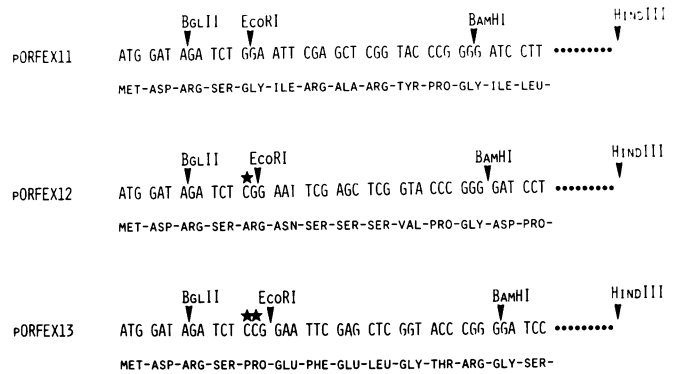 BGLII ECORI BAMHI HINDIII
PORFEX11 ATG GAT AGA TCT GGA ATT CGA GCT CGG TAC CCG GGG ATC CTT •••••••••
MET-ASP-ARG-SER-GLY-ILE-ARG-ALA-ARG-TYR-PRO-GLY-ILE-LEU-
BGLII ★ ECORI BAMHI HINDIII
PORFEX12 ATG GAT AGA TCT CGG AAT TCG AGC TCG GTA CCC GGG GAT CCT •••••••••
MET-ASP-ARG-SER-ARG-ASN-SER-SER-SER-VAL-PRO-GLY-ASP-PRO-
BGLII ★★ ECORI BAMHI HINDIII
PORFEX13 ATG GAT AGA TCT CCG GAA TTC GAG CTC GGT ACC CGG GGA TCC •••••••••
MET-ASP-ARG-SER-PRO-GLU-PHE-GLU-LEU-GLY-THR-ARG-GLY-SER-